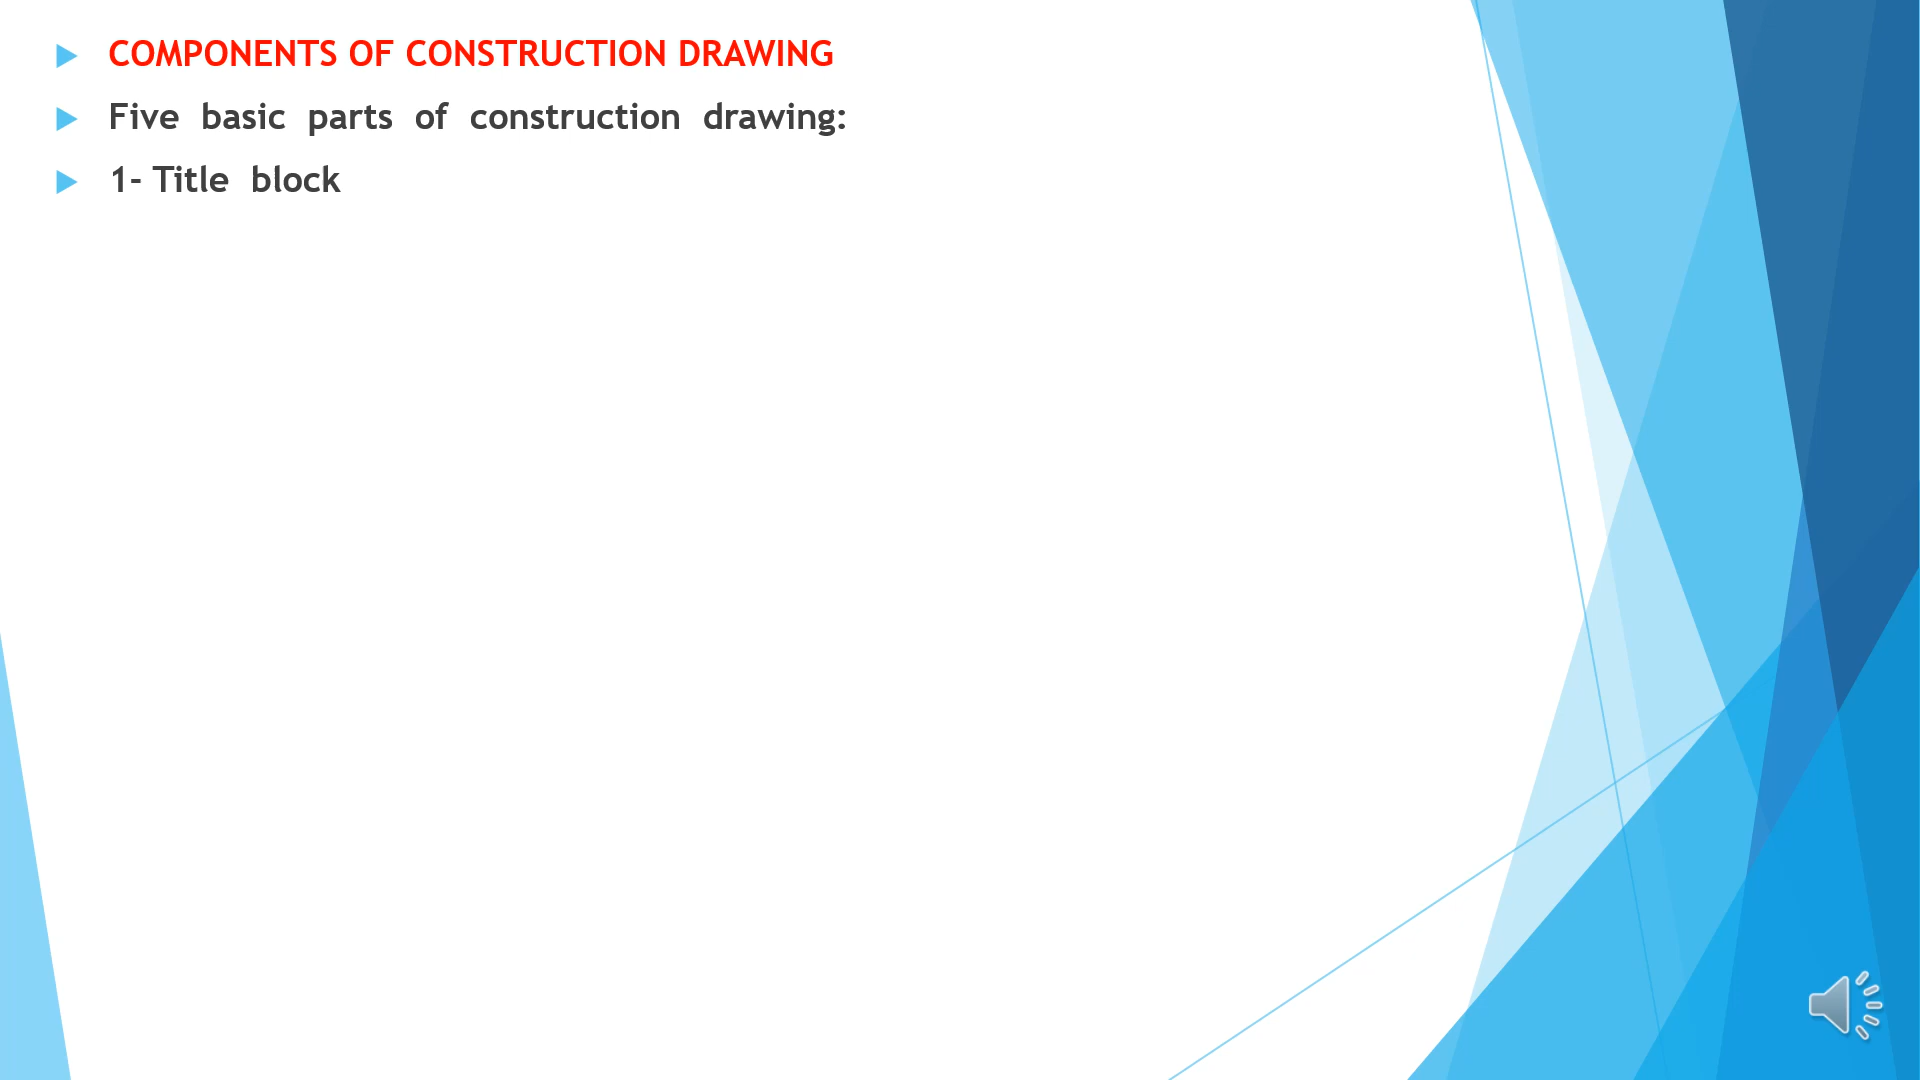 COMPONENTS OF CONSTRUCTION DRAWING
Five basic parts of construction drawing:
1- Title block